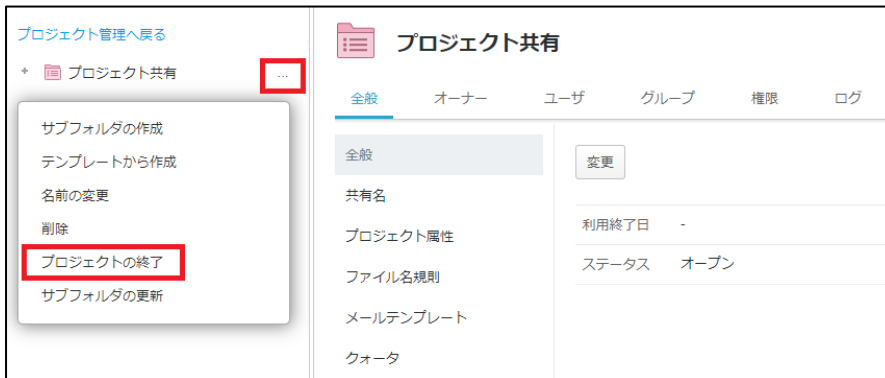 プロジェクト管理へ戻る
+ プロジェクト共有 ...
サブフォルダの作成
テンプレートから作成
名前の変更
削除
プロジェクトの終了
サブフォルダの更新
プロジェクト共有
全般 オーナー ユーザ グループ 権限 ログ
全般
共有名
プロジェクト属性
ファイル名規則
メールテンプレート
クォータ
変更
利用終了日 -
ステータス オープン